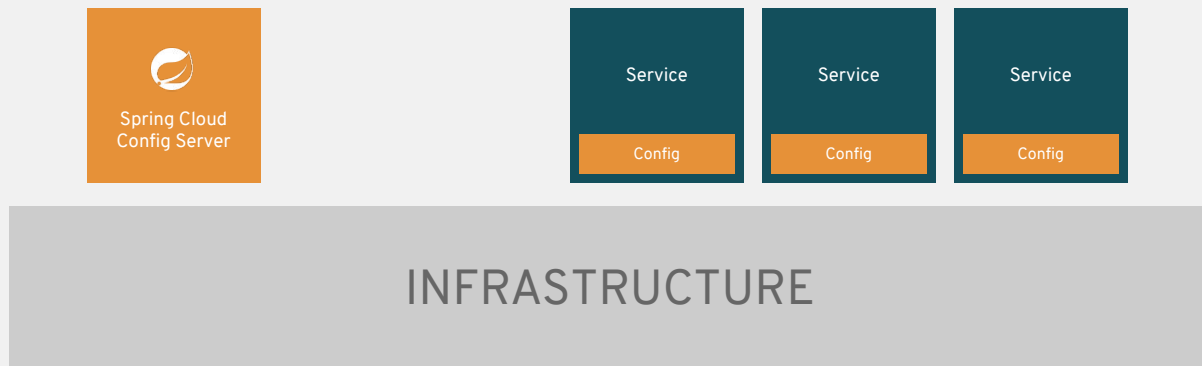 Spring Cloud
Config Server
Service
Config
Service
Config
Service
Config
INFRASTRUCTURE